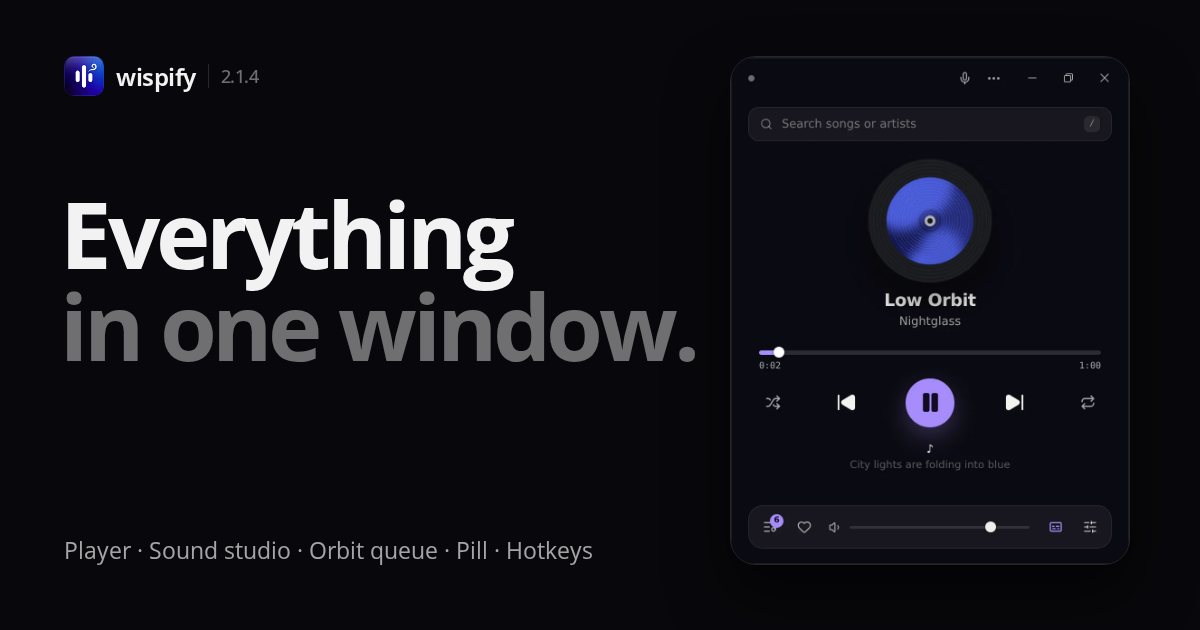 wispify 2.1.4
Everything
in one window.
Player · Sound studio · Orbit queue · Pill · Hotkeys
Search songs or artists /
Low Orbit
Nightglass
0:02 1:00
♪
City lights are folding into blue
6